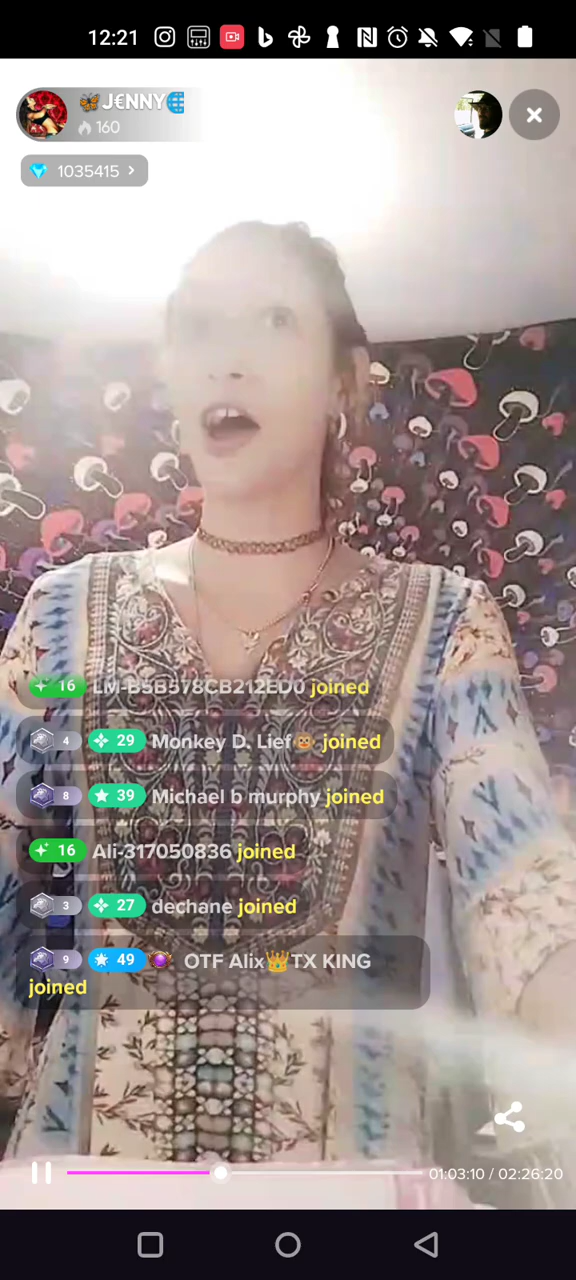 12:21
🦋J€NNY🌐
160
1035415 >
16 LM-B5B578CB212ED0 joined
4 29 Monkey D. Lief🐵 joined
8 39 Michael b murphy joined
16 Ali-317050836 joined
3 27 dechane joined
9 49 OTF Alix👑TX KING
joined
01:03:10 / 02:26:20